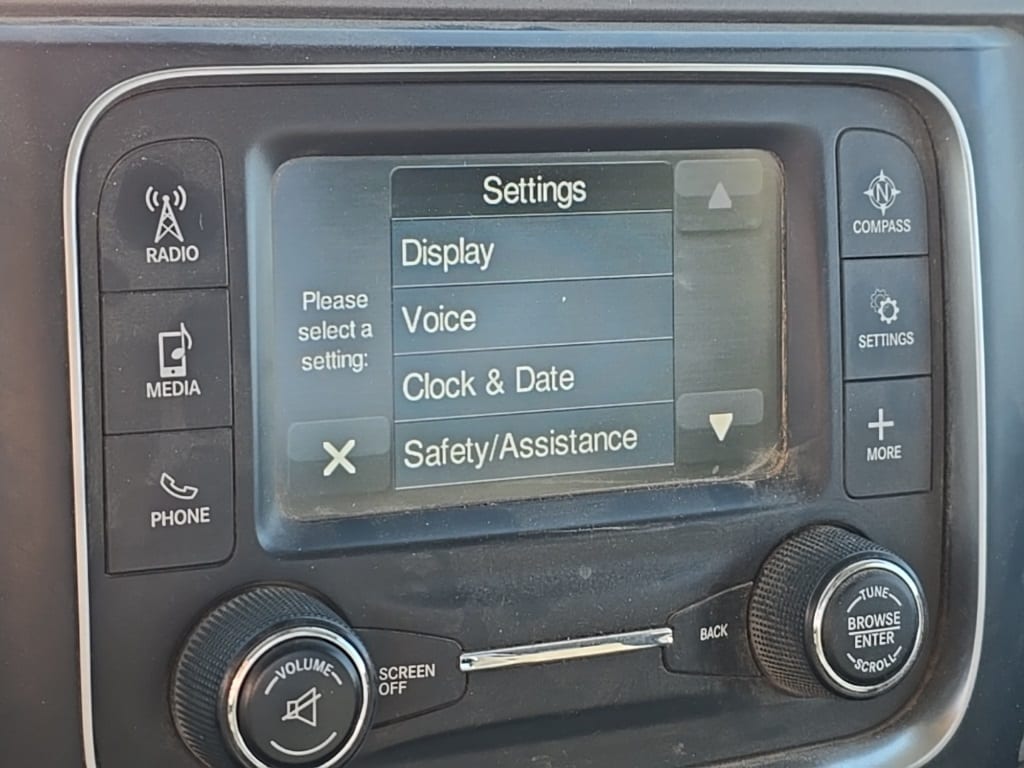 RADIO
MEDIA
PHONE
Settings
Display
Voice
Clock & Date
Safety/Assistance
Please
select a
setting:
N
COMPASS
SETTINGS
MORE
VOLUME
SCREEN
OFF
BACK
TUNE
BROWSE
ENTER
SCROLL